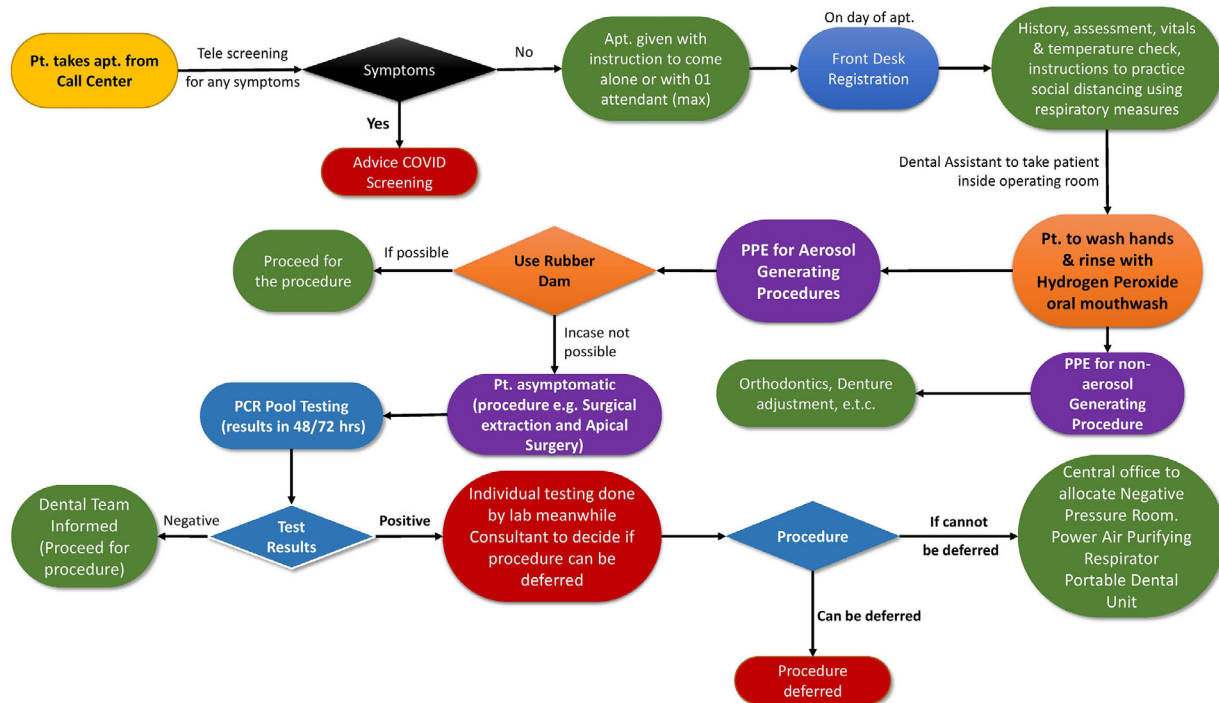 Pt. takes apt. from
Call Center
Tele screening
for any symptoms
Symptoms
No
Yes
Advice COVID
Screening
Apt. given with
instruction to come
alone or with 01
attendant (max)
On day of apt.
Front Desk
Registration
History, assessment, vitals
& temperature check,
instructions to practice
social distancing using
respiratory measures
Dental Assistant to take patient
inside operating room
Pt. to wash hands
& rinse with
Hydrogen Peroxide
oral mouthwash
PPE for Aerosol
Generating
Procedures
Use Rubber
Dam
If possible
Proceed for
the procedure
Incase not
possible
PPE for non-
aerosol
Generating
Procedure
Orthodontics, Denture
adjustment, e.t.c.
Pt. asymptomatic
(procedure e.g. Surgical
extraction and Apical
Surgery)
PCR Pool Testing
(results in 48/72 hrs)
Test
Results
Negative
Dental Team
Informed
(Proceed for
procedure)
Positive
Individual testing done
by lab meanwhile
Consultant to decide if
procedure can be
deferred
Procedure
If cannot
be deferred
Central office to
allocate Negative
Pressure Room.
Power Air Purifying
Respirator
Portable Dental
Unit
Can be deferred
Procedure
deferred